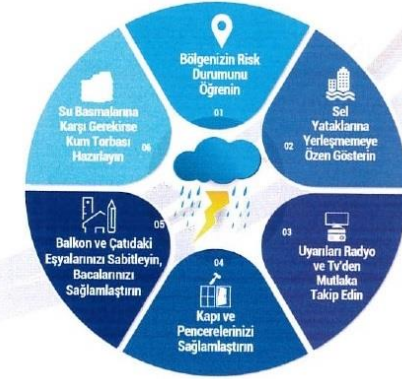 Bölgenizin Risk
Durumunu
Öğrenin
01
Sel
Yataklarına
Yerleşmemeye
Özen Gösterin
02
03
Uyarıları Radyo
ve Tv'den
Mutlaka
Takip Edin
04
Kapı ve
Pencerelerinizi
Sağlamlaştırın
05
Balkon ve Çatıdaki
Eşyalarınızı Sabitleyin,
Bacalarınızı
Sağlamlaştırın
Su Basmalarına
Karşı Gerekirse
Kum Torbası
Hazırlayın
06